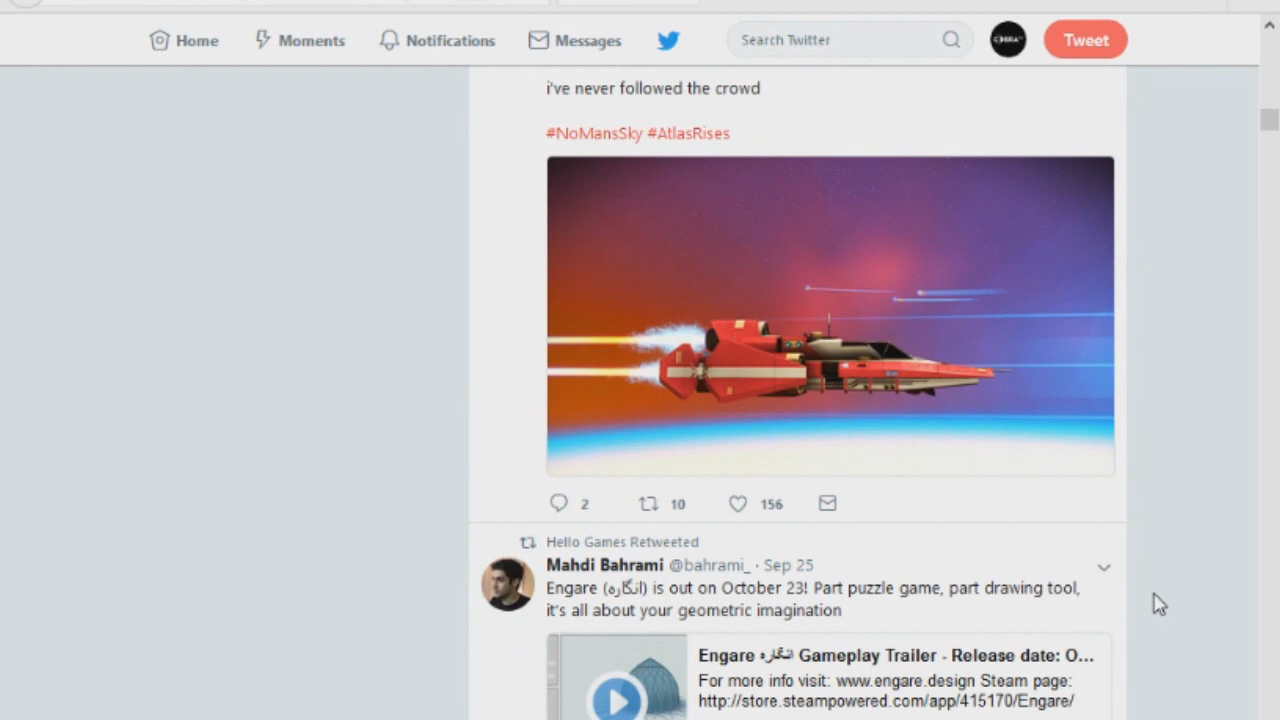 Home Moments Notifications Messages Search Twitter Tweet
i've never followed the crowd
#NoMansSky #AtlasRises
2 10 156
Hello Games Retweeted
Mahdi Bahrami @bahrami_ · Sep 25
Engare (انگاره) is out on October 23! Part puzzle game, part drawing tool,
it's all about your geometric imagination
Engare انگاره Gameplay Trailer - Release date: O...
For more info visit: www.engare.design Steam page:
http://store.steampowered.com/app/415170/Engare/